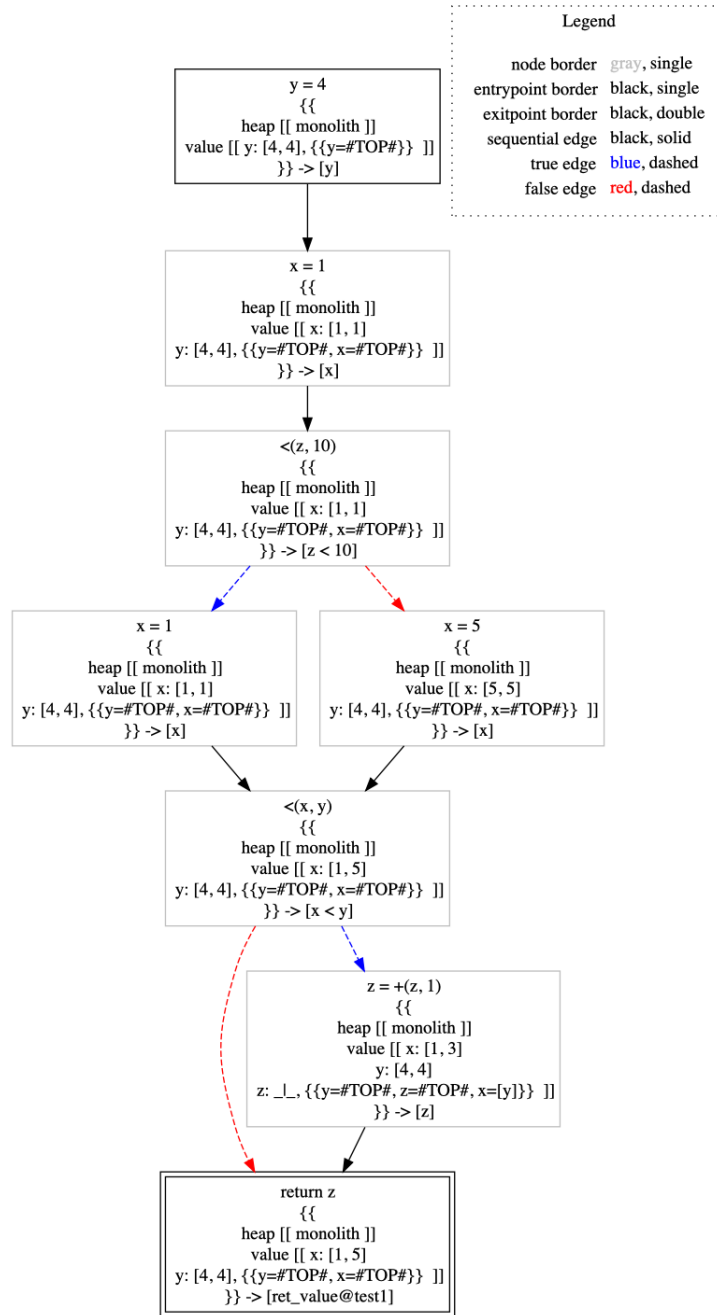 Legend
node border gray, single
entrypoint border black, single
exitpoint border black, double
sequential edge black, solid
true edge blue, dashed
false edge red, dashed
y = 4
{{
heap [[ monolith ]]
value [[ y: [4, 4], {{y=#TOP#}} ]]
}} -> [y]
x = 1
{{
heap [[ monolith ]]
value [[ x: [1, 1]
y: [4, 4], {{y=#TOP#, x=#TOP#}} ]]
}} -> [x]
<(z, 10)
{{
heap [[ monolith ]]
value [[ x: [1, 1]
y: [4, 4], {{y=#TOP#, x=#TOP#}} ]]
}} -> [z < 10]
x = 1
{{
heap [[ monolith ]]
value [[ x: [1, 1]
y: [4, 4], {{y=#TOP#, x=#TOP#}} ]]
}} -> [x]
x = 5
{{
heap [[ monolith ]]
value [[ x: [5, 5]
y: [4, 4], {{y=#TOP#, x=#TOP#}} ]]
}} -> [x]
<(x, y)
{{
heap [[ monolith ]]
value [[ x: [1, 5]
y: [4, 4], {{y=#TOP#, x=#TOP#}} ]]
}} -> [x < y]
z = +(z, 1)
{{
heap [[ monolith ]]
value [[ x: [1, 3]
y: [4, 4]
z: _|_, {{y=#TOP#, z=#TOP#, x=[y]}} ]]
}} -> [z]
return z
{{
heap [[ monolith ]]
value [[ x: [1, 5]
y: [4, 4], {{y=#TOP#, x=#TOP#}} ]]
}} -> [ret_value@test1]